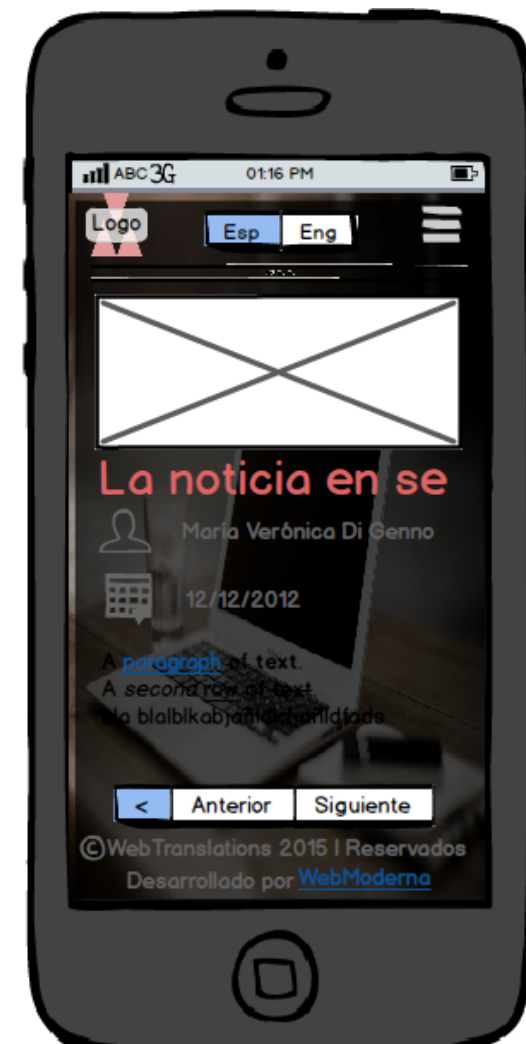 ABC 3G 01:16 PM
Logo
Esp Eng
La noticia en se
María Verónica Di Genno
12/12/2012
A paragraph of text.
A second row of text.
< Anterior Siguiente
©WebTranslations 2015 | Reservados
Desarrollado por WebModerna